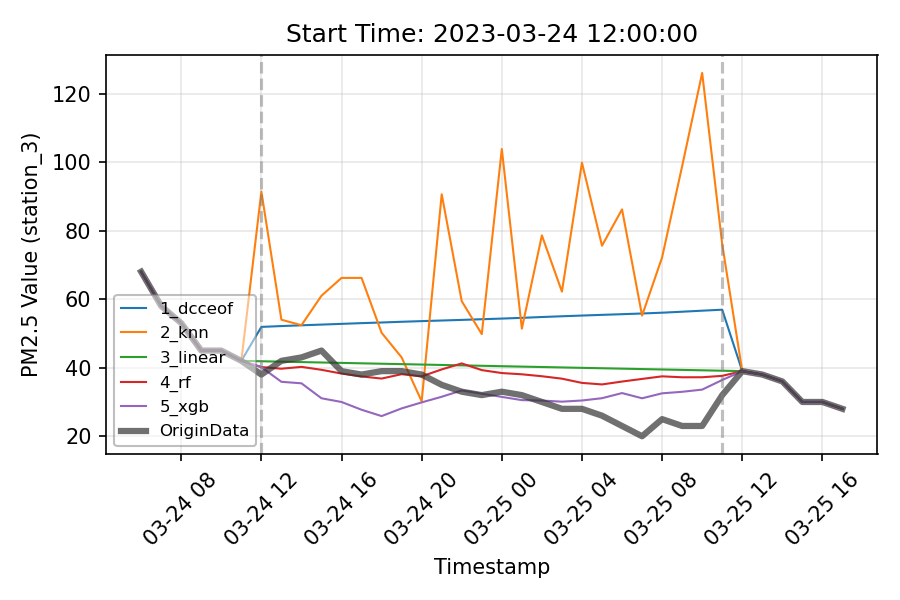 Start Time: 2023-03-24 12:00:00
PM2.5 Value (station_3)
120
100
80
60
40
20
1_dcceof
2_knn
3_linear
4_rf
5_xgb
OriginData
03-24 08
03-24 12
03-24 16
03-24 20
03-25 00
03-25 04
03-25 08
03-25 12
03-25 16
Timestamp